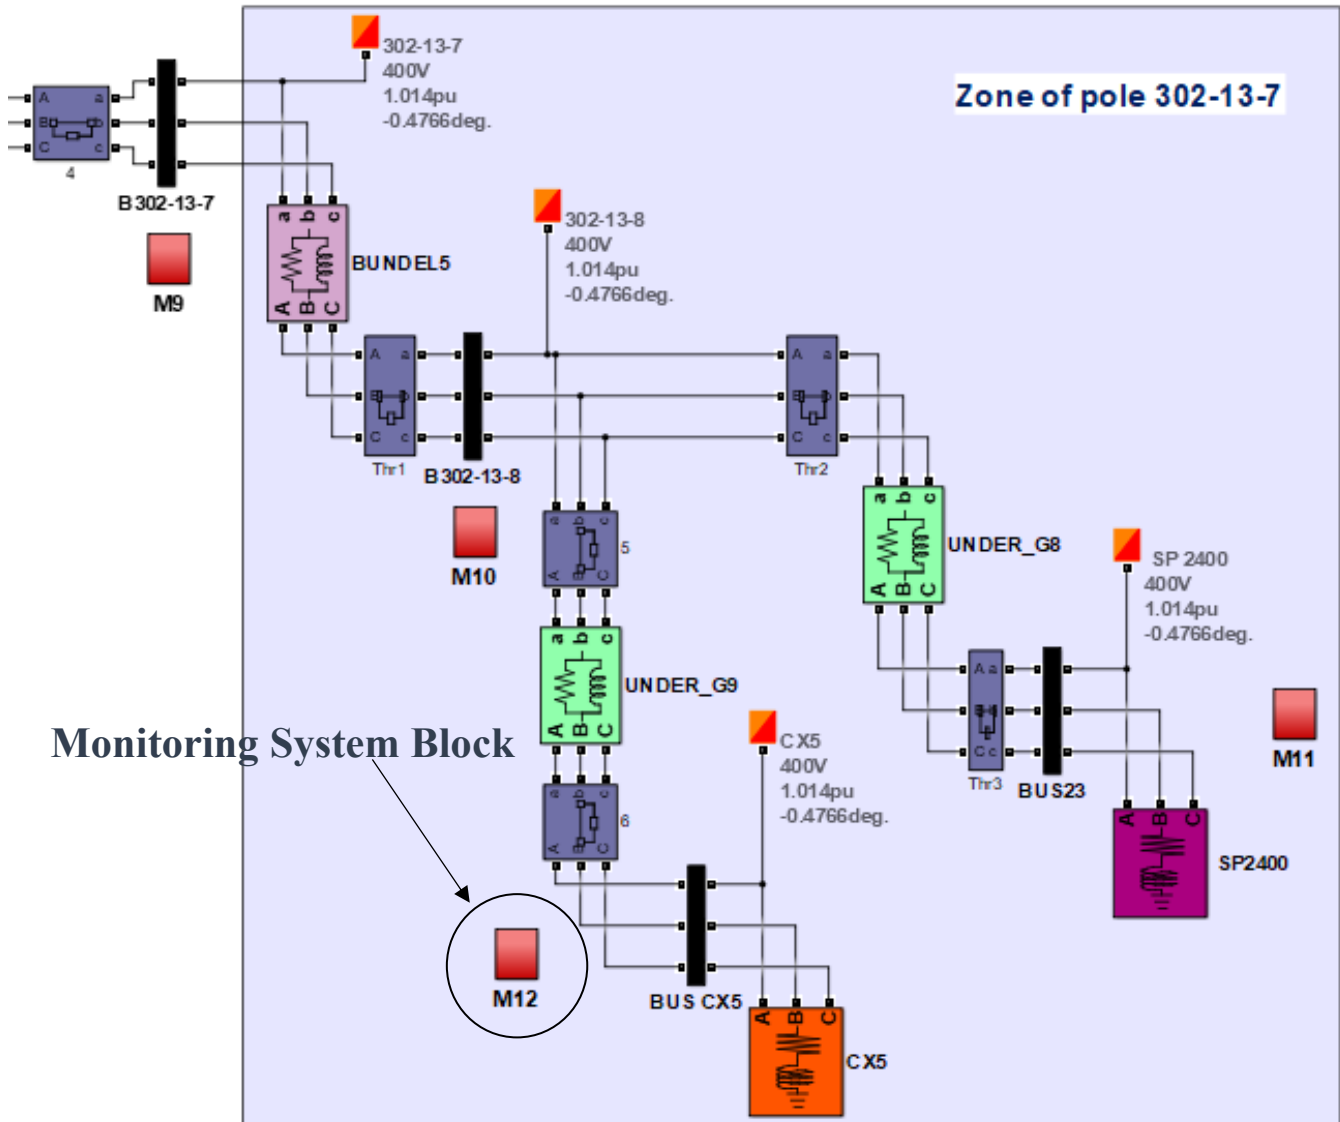 302-13-7
400V
1.014pu
-0.4766deg.
Zone of pole 302-13-7
A a
B b
C c
4
B302-13-7
M9
a b c
BUNDEL5
A B C
302-13-8
400V
1.014pu
-0.4766deg.
A a
B b
C c
Thr1
B302-13-8
M10
A a
B b
C c
Thr2
a b c
5
A B C
a b c
UNDER_G8
A B C
SP 2400
400V
1.014pu
-0.4766deg.
a b c
UNDER_G9
A B C
A a
C c
Thr3
BUS23
M11
Monitoring System Block
CX5
400V
1.014pu
-0.4766deg.
a b c
6
A B C
A B C
SP2400
M12
BUS CX5
A B C
CX5